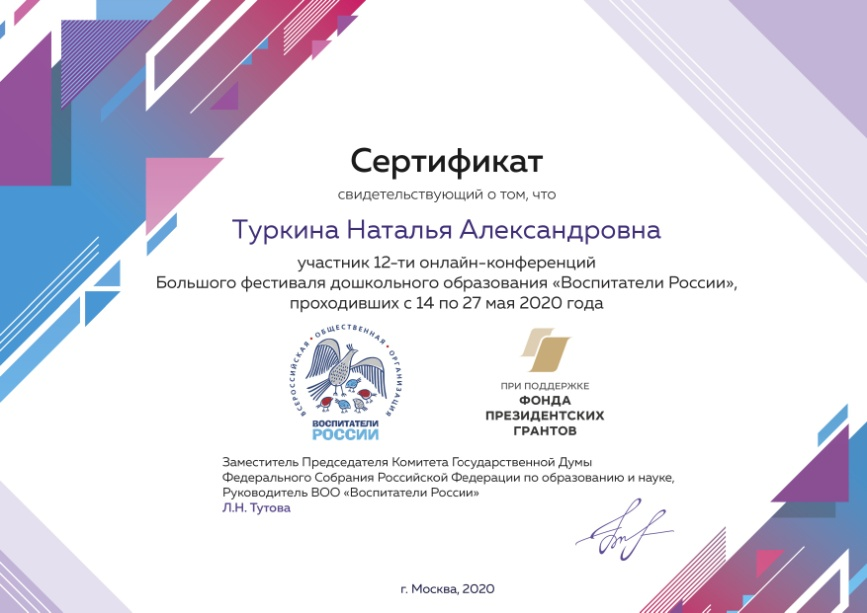 Сертификат
свидетельствующий о том, что
Туркина Наталья Александровна
участник 12-ти онлайн-конференций
Большого фестиваля дошкольного образования «Воспитатели России»,
проходивших с 14 по 27 мая 2020 года
ВСЕРОССИЙСКАЯ • ОБЩЕСТВЕННАЯ • ОРГАНИЗАЦИЯ
ВОСПИТАТЕЛИ
РОССИИ
ПРИ ПОДДЕРЖКЕ
ФОНДА
ПРЕЗИДЕНТСКИХ
ГРАНТОВ
Заместитель Председателя Комитета Государственной Думы
Федерального Собрания Российской Федерации по образованию и науке,
Руководитель ВОО «Воспитатели России»
Л.Н. Тутова
г. Москва, 2020